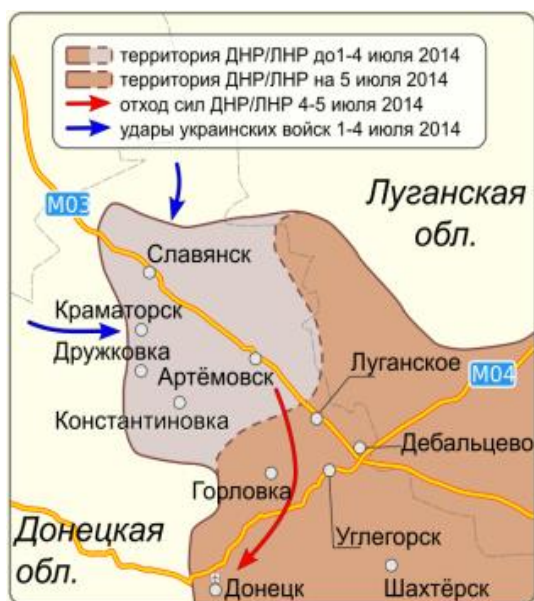 территория ДНР/ЛНР до1-4 июля 2014
территория ДНР/ЛНР на 5 июля 2014
отход сил ДНР/ЛНР 4-5 июля 2014
удары украинских войск 1-4 июля 2014
M03
Луганская
обл.
Славянск
Краматорск
Дружковка
Артёмовск
Луганское
M04
Константиновка
Дебальцево
Горловка
Донецкая
обл.
Углегорск
Донецк
Шахтёрск